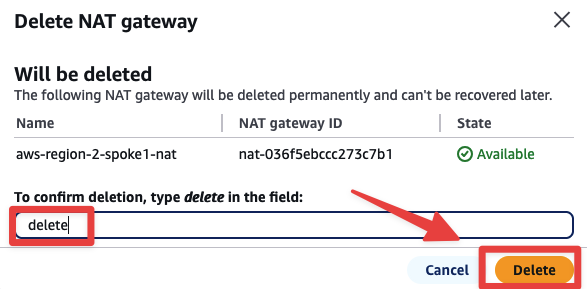 Delete NAT gateway
Will be deleted
The following NAT gateway will be deleted permanently and can't be recovered later.
Name NAT gateway ID State
aws-region-2-spoke1-nat nat-036f5ebccc273c7b1 Available
To confirm deletion, type delete in the field:
delete
Cancel Delete